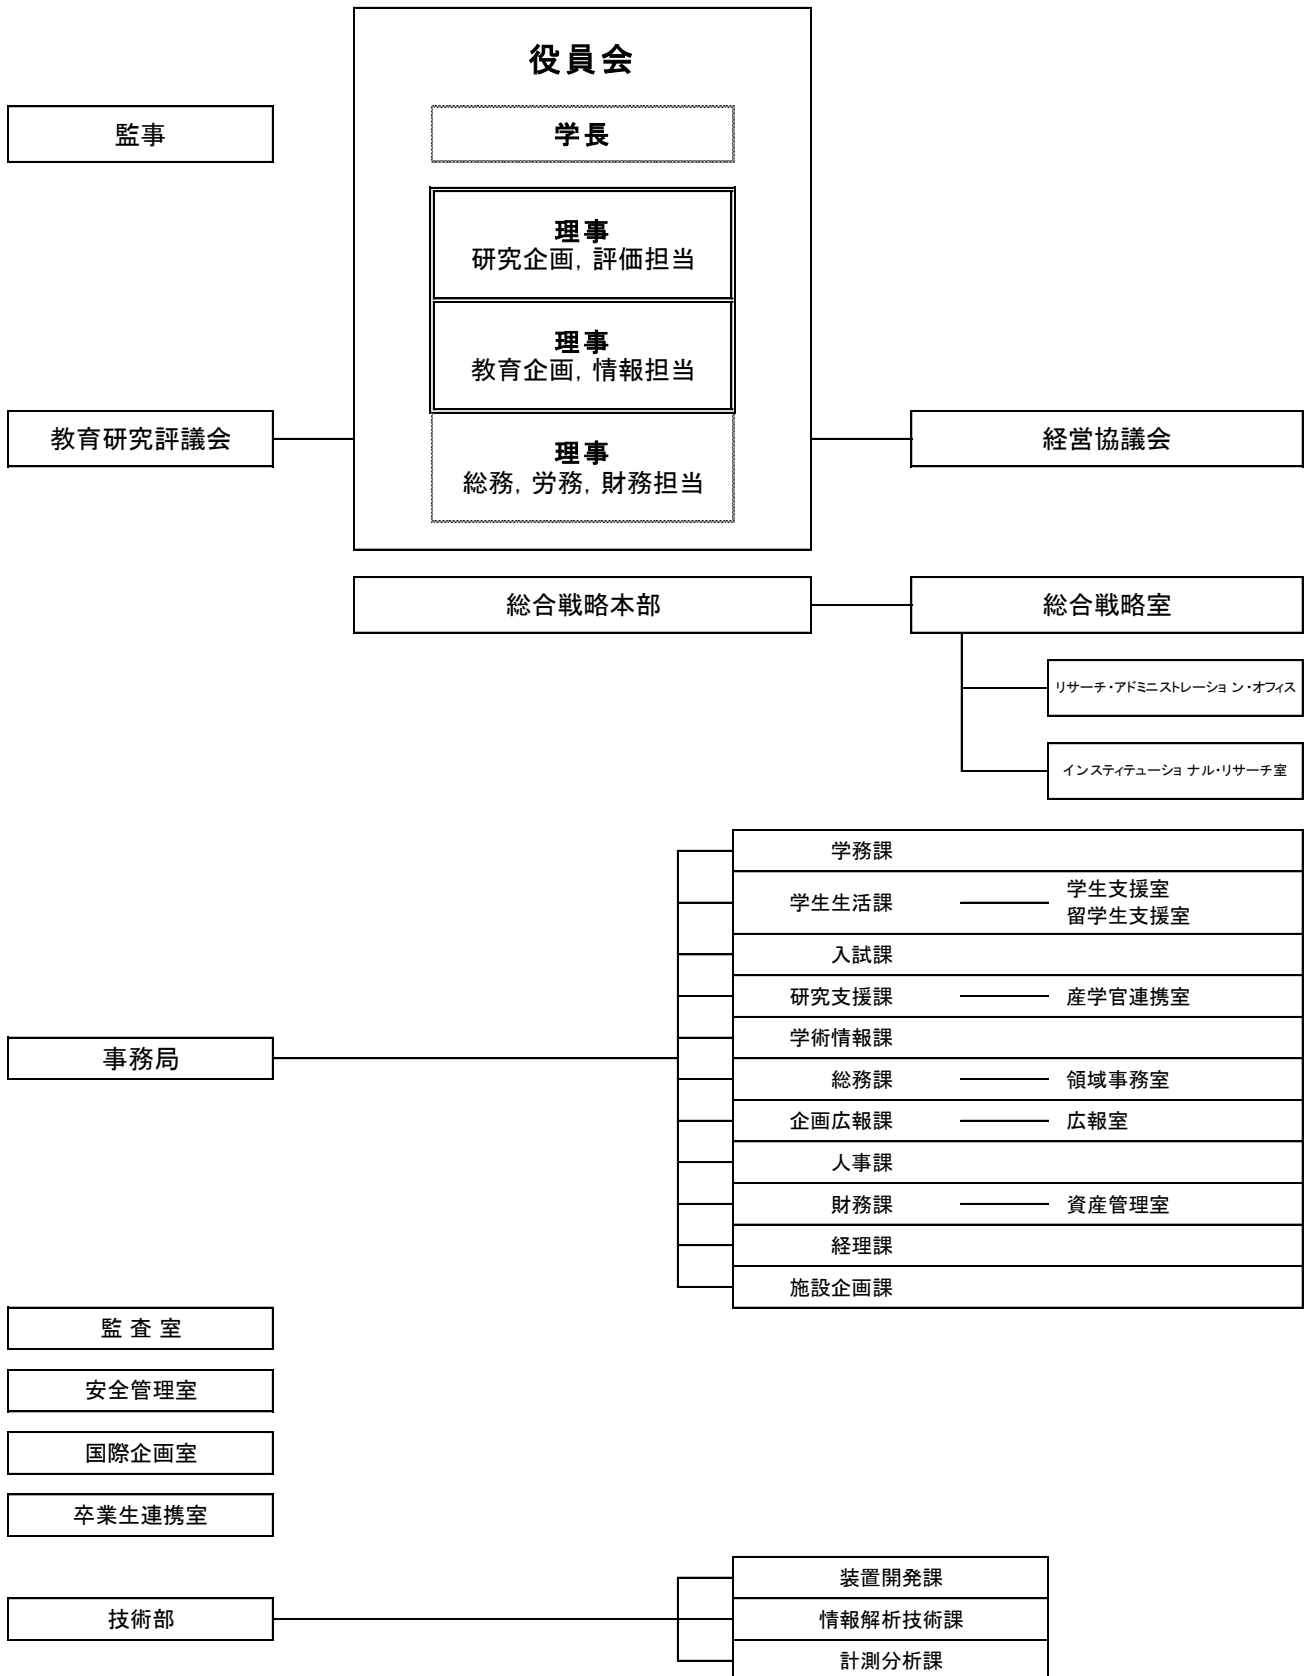 役員会
監事
学長
理事
研究企画, 評価担当
理事
教育企画, 情報担当
教育研究評議会
経営協議会
理事
総務, 労務, 財務担当
総合戦略本部
総合戦略室
リサーチ・アドミニストレーション・オフィス
インスティテューショナル・リサーチ室
学務課
学生生活課
学生支援室
留学生支援室
入試課
研究支援課
産学官連携室
学術情報課
事務局
総務課
領域事務室
企画広報課
広報室
人事課
財務課
資産管理室
経理課
施設企画課
監査室
安全管理室
国際企画室
卒業生連携室
装置開発課
技術部
情報解析技術課
計測分析課